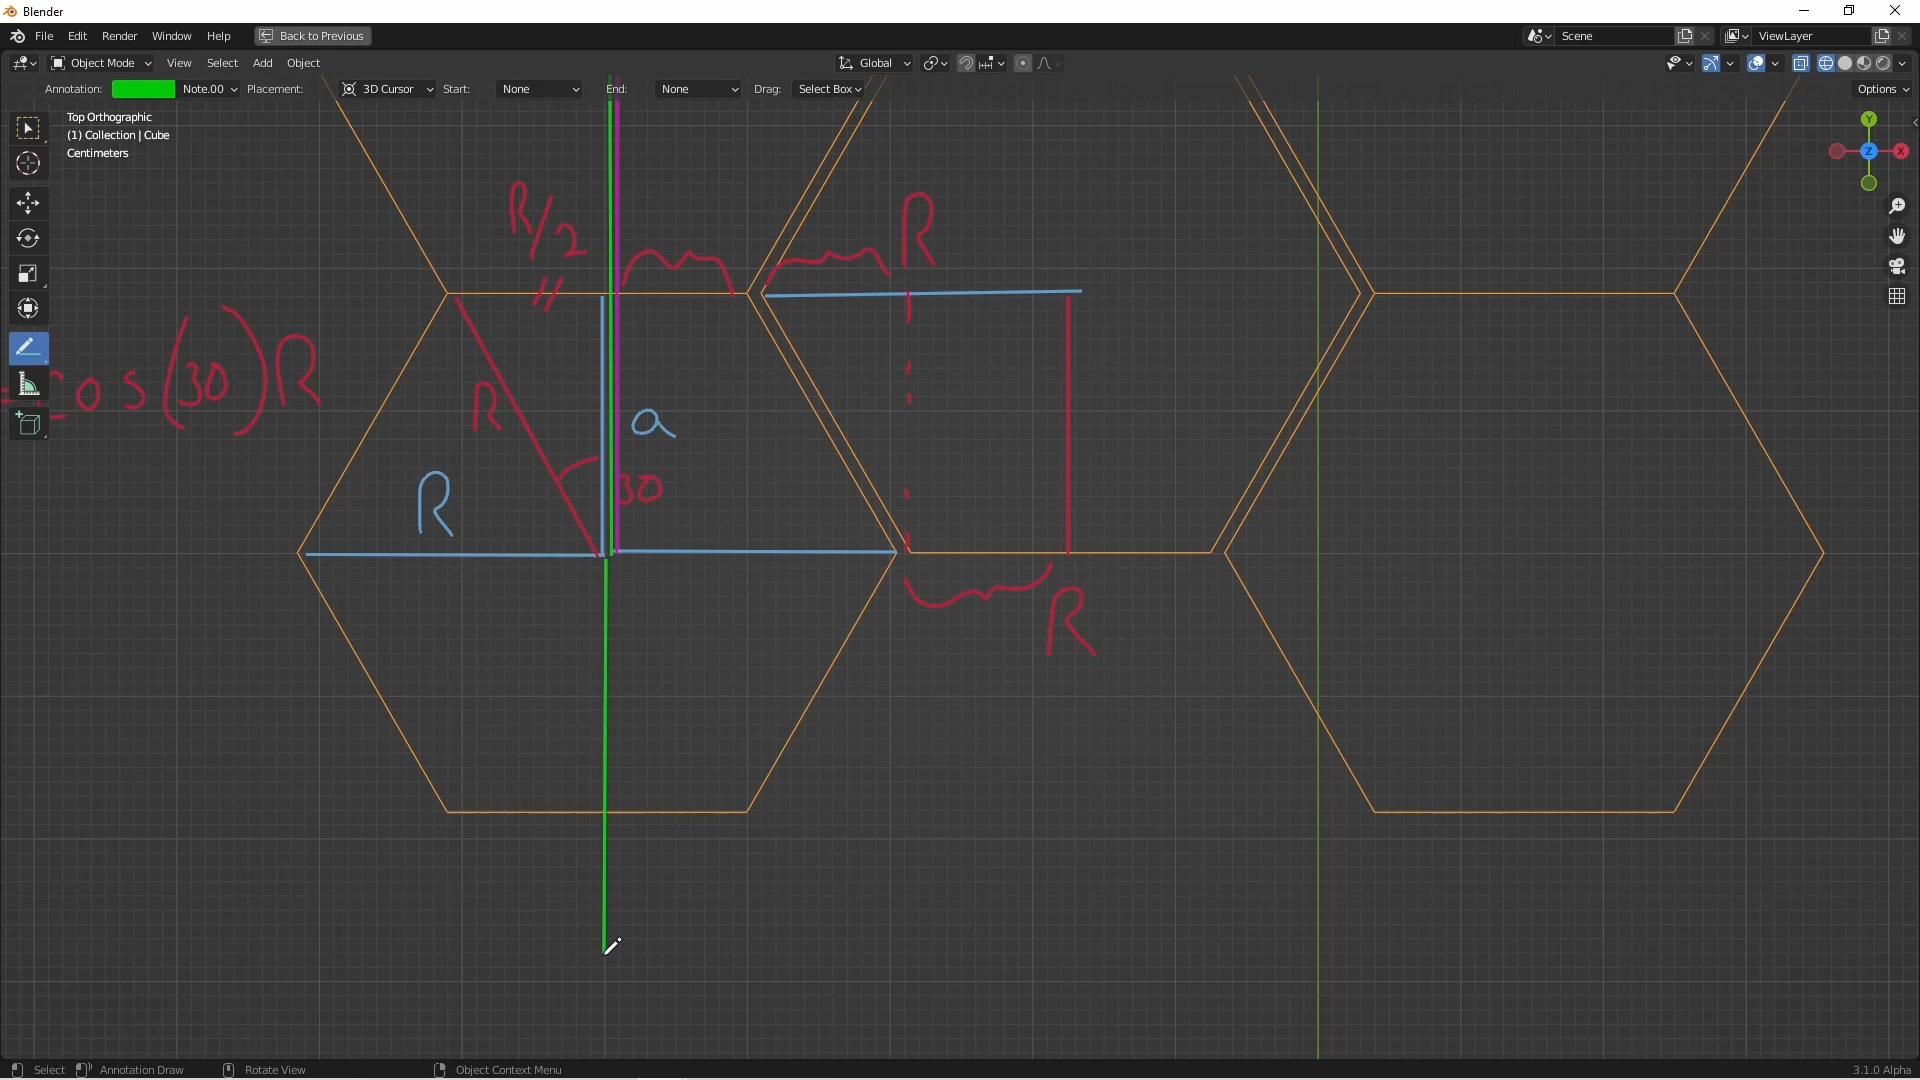 Blender
File Edit Render Window Help Back to Previous Scene ViewLayer
Object Mode View Select Add Object Global
Annotation: Note.00 Placement: 3D Cursor Start: None End: None Drag: Select Box Options
Top Orthographic
(1) Collection | Cube
Centimeters
Y
Z X
R/2
R
=cos(30)R
R
a
R
30
R
Select Annotation Draw Rotate View Object Context Menu 3.1.0 Alpha